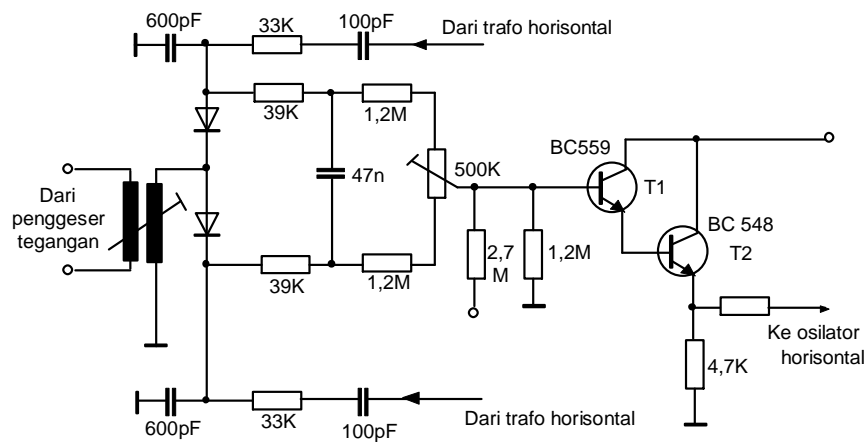 600pF
33K
100pF
Dari trafo horisontal
39K
1,2M
BC559
500K
47n
T1
Dari
penggeser
tegangan
BC 548
T2
2,7
M
1,2M
39K
1,2M
Ke osilator
horisontal
4,7K
600pF
33K
100pF
Dari trafo horisontal